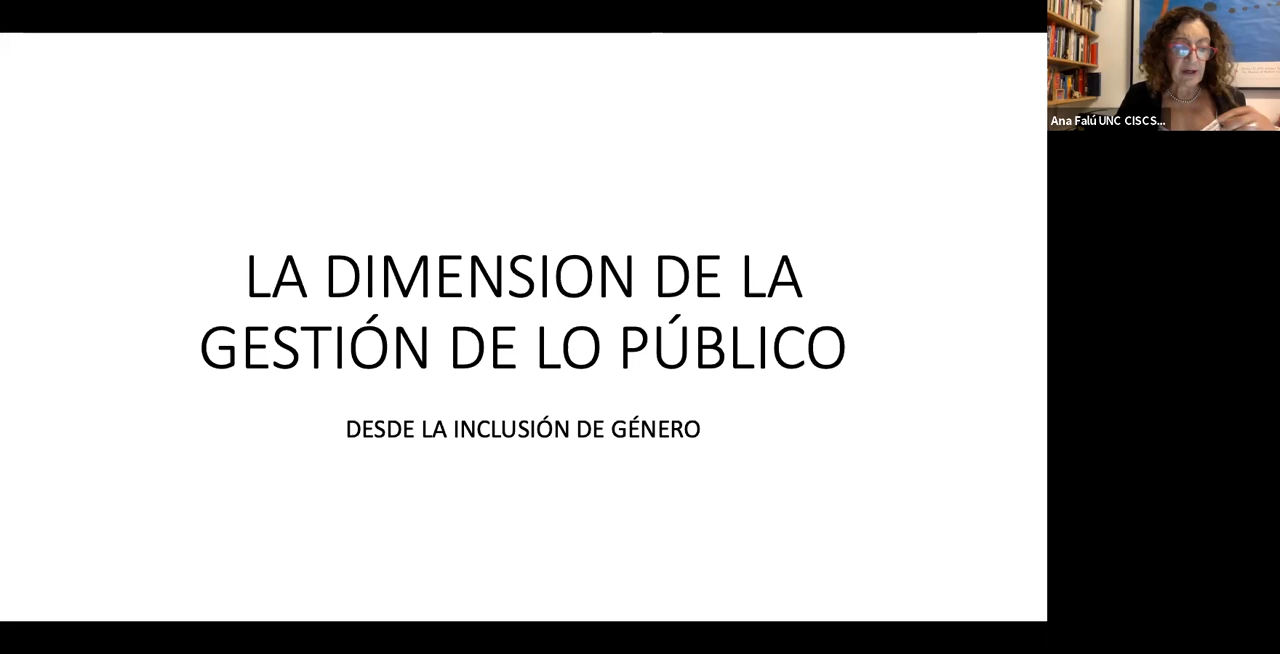 LA DIMENSION DE LA
GESTIÓN DE LO PÚBLICO
DESDE LA INCLUSIÓN DE GÉNERO
Ana Falú UNC CISCS...